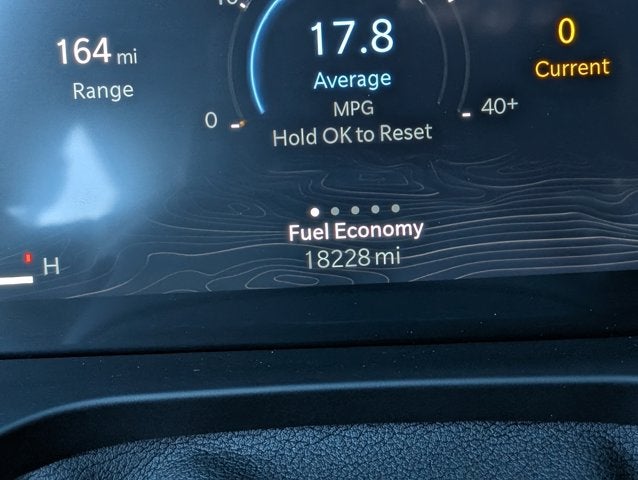 17.8
0
164 mi
Current
Average
Range
MPG
40+
0
Hold OK to Reset
Fuel Economy
18228 mi
H